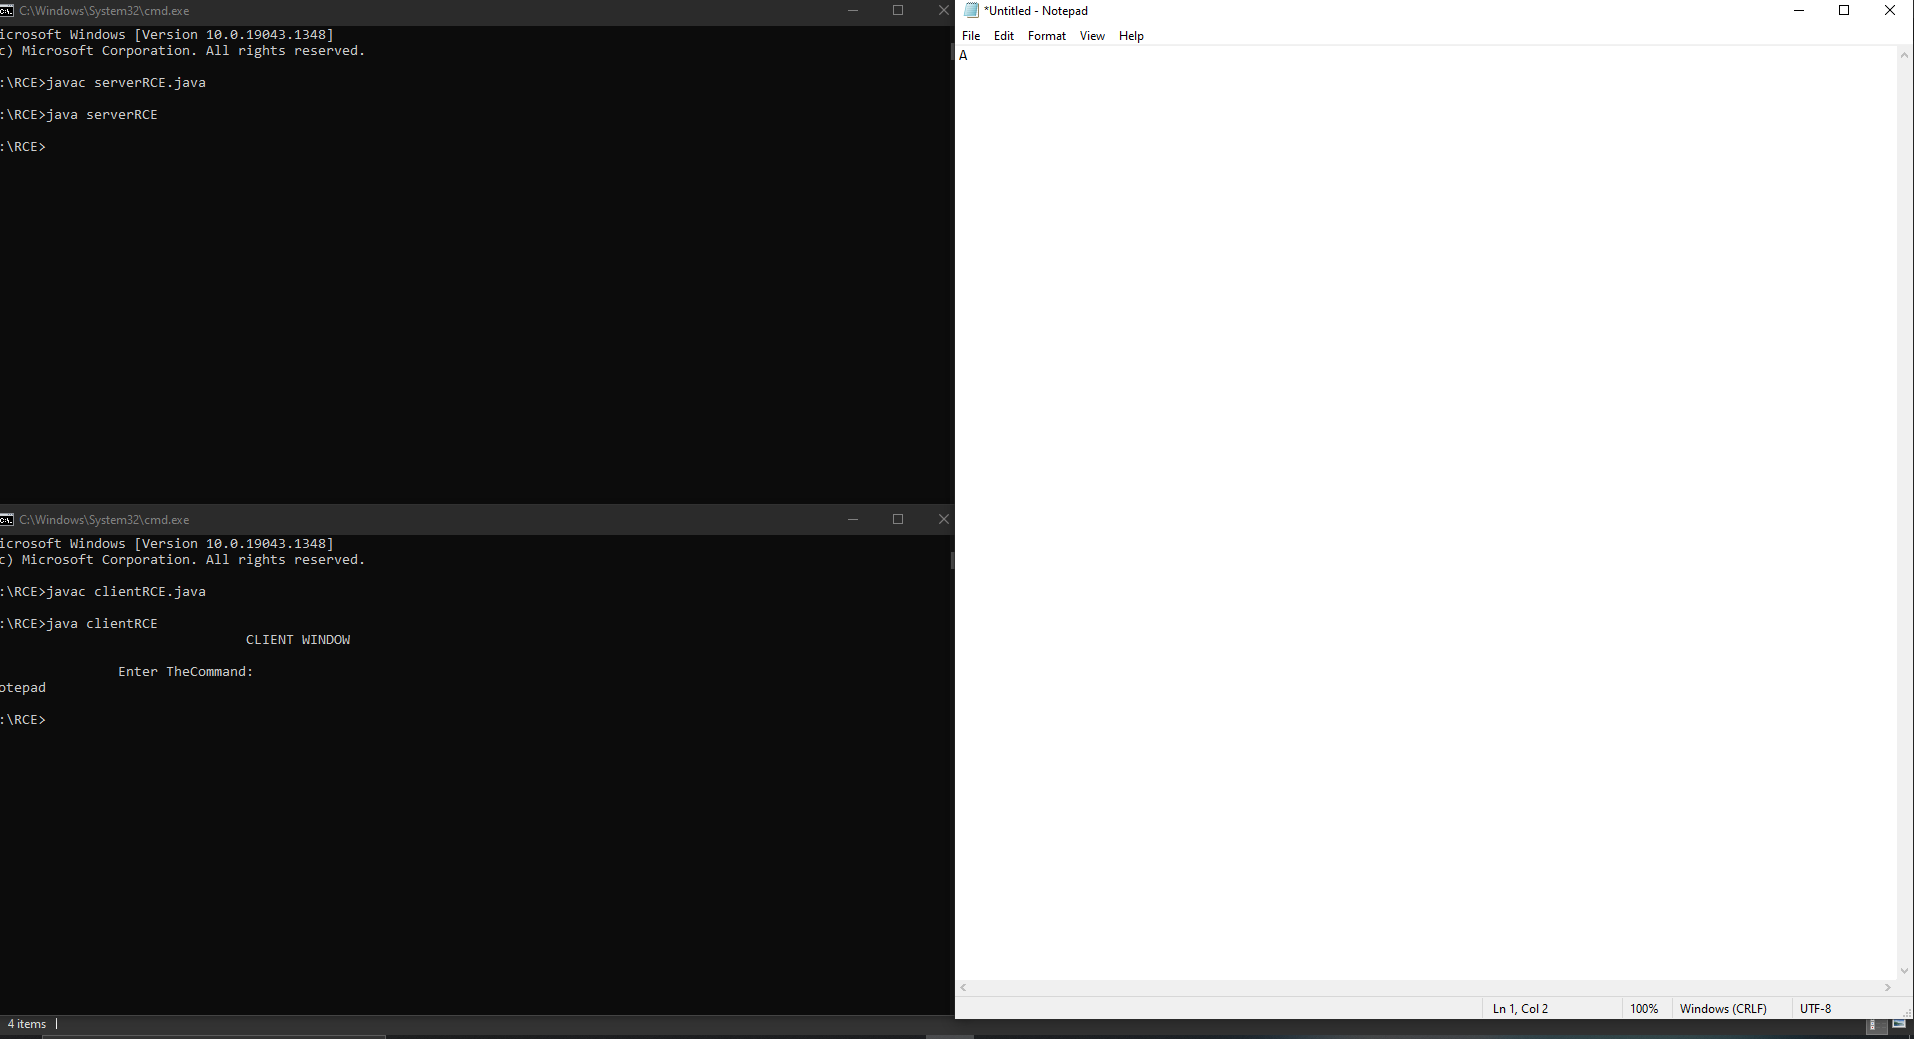 C:\Windows\System32\cmd.exe
icrosoft Windows [Version 10.0.19043.1348]
c) Microsoft Corporation. All rights reserved.
:\RCE>javac serverRCE.java
:\RCE>java serverRCE
:\RCE>
C:\Windows\System32\cmd.exe
icrosoft Windows [Version 10.0.19043.1348]
c) Microsoft Corporation. All rights reserved.
:\RCE>javac clientRCE.java
:\RCE>java clientRCE
CLIENT WINDOW
Enter TheCommand:
otepad
:\RCE>
4 items
*Untitled - Notepad
File Edit Format View Help
A
Ln 1, Col 2 100% Windows (CRLF) UTF-8